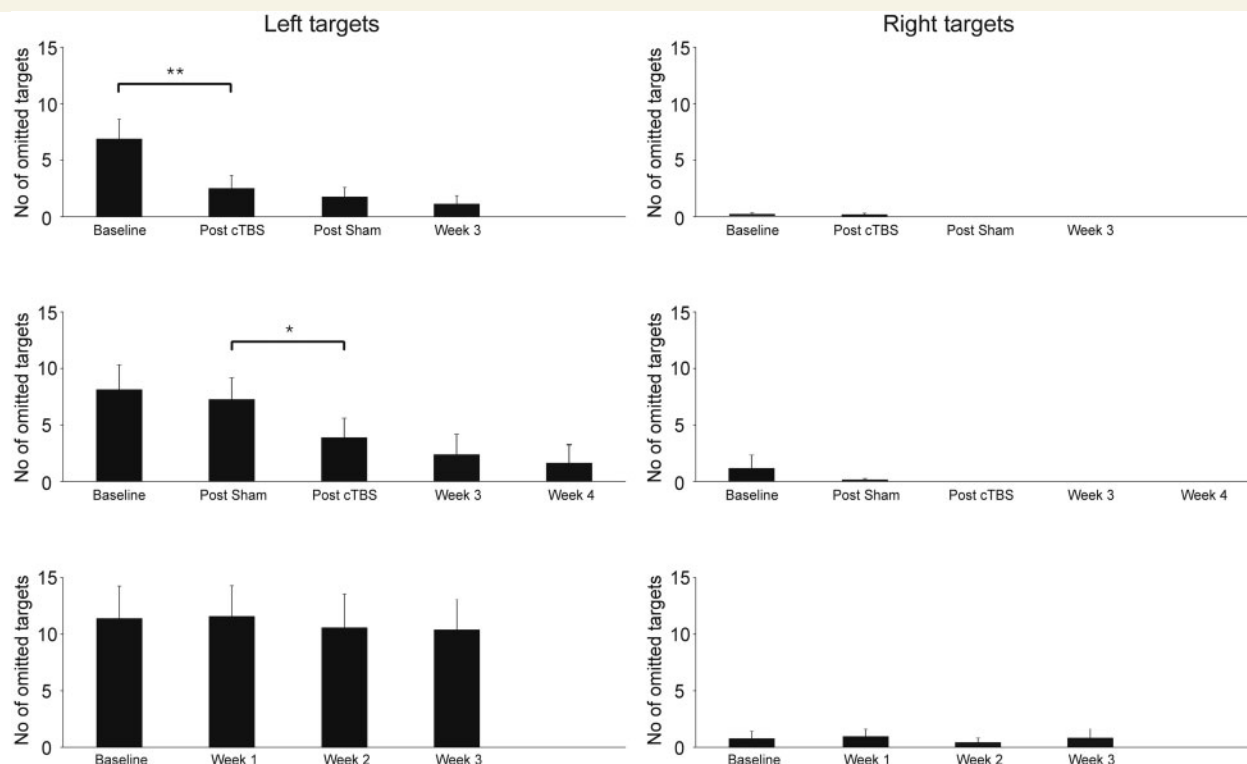 Left targets
Right targets
No of omitted targets
15
10
5
0
**
Baseline
Post cTBS
Post Sham
Week 3
No of omitted targets
15
10
5
0
Baseline
Post cTBS
Post Sham
Week 3
No of omitted targets
15
10
5
0
*
Baseline
Post Sham
Post cTBS
Week 3
Week 4
No of omitted targets
15
10
5
0
Baseline
Post Sham
Post cTBS
Week 3
Week 4
No of omitted targets
15
10
5
0
Baseline
Week 1
Week 2
Week 3
No of omitted targets
15
10
5
0
Baseline
Week 1
Week 2
Week 3